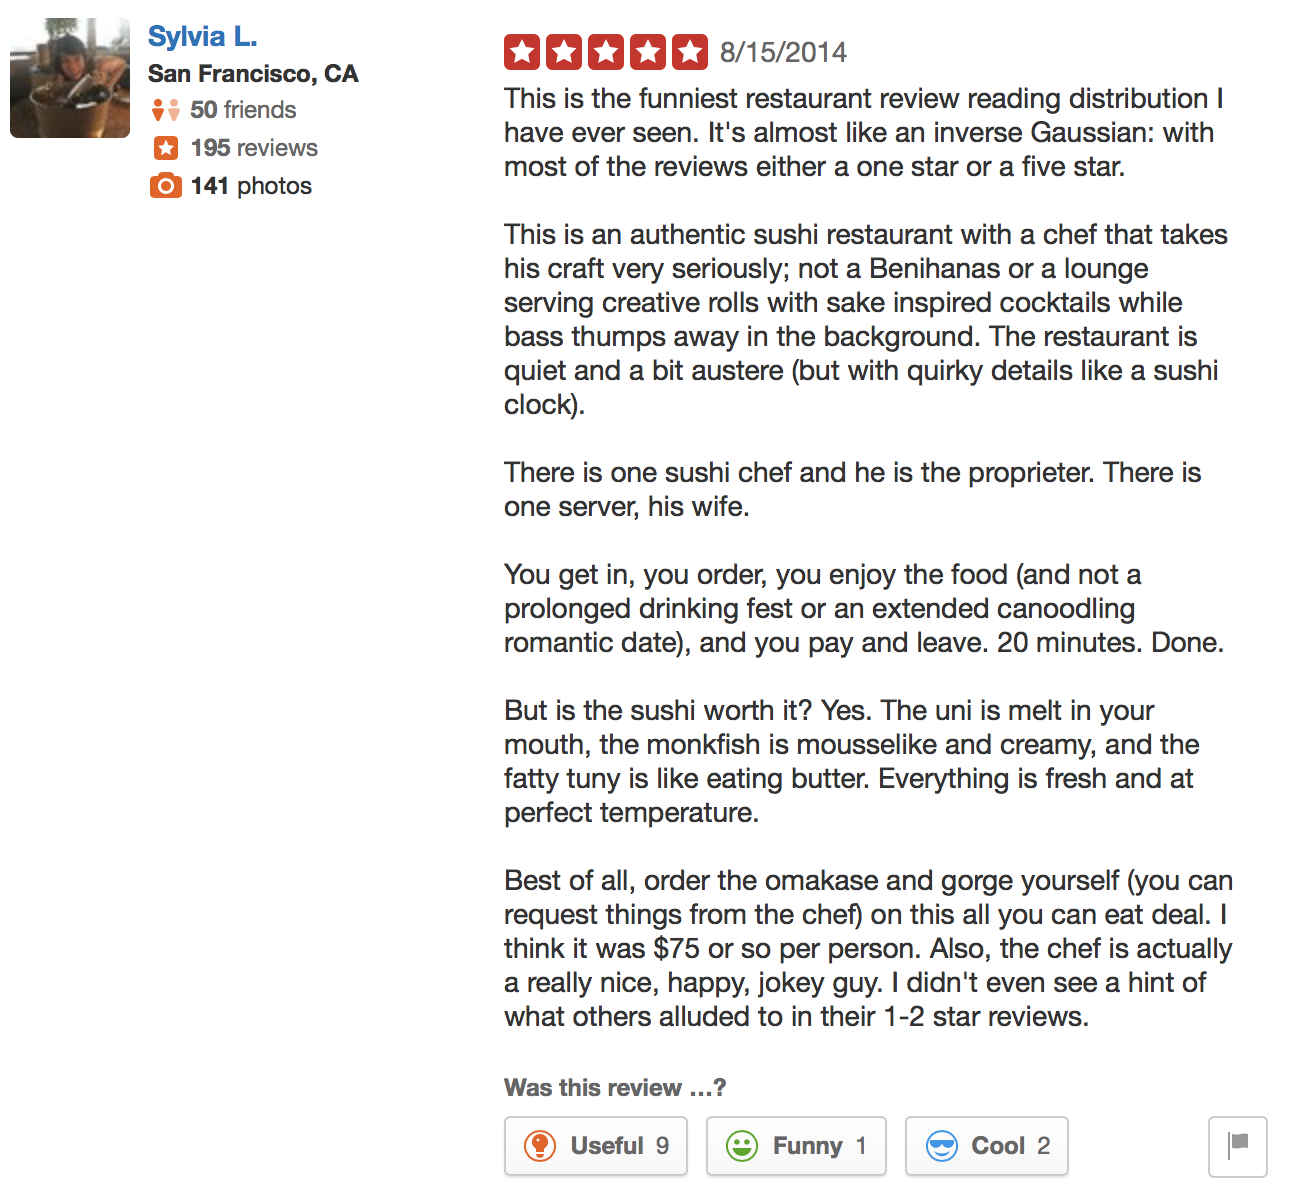 Sylvia L.
San Francisco, CA
50 friends
195 reviews
141 photos
8/15/2014
This is the funniest restaurant review reading distribution I
have ever seen. It's almost like an inverse Gaussian: with
most of the reviews either a one star or a five star.
This is an authentic sushi restaurant with a chef that takes
his craft very seriously; not a Benihanas or a lounge
serving creative rolls with sake inspired cocktails while
bass thumps away in the background. The restaurant is
quiet and a bit austere (but with quirky details like a sushi
clock).
There is one sushi chef and he is the proprieter. There is
one server, his wife.
You get in, you order, you enjoy the food (and not a
prolonged drinking fest or an extended canoodling
romantic date), and you pay and leave. 20 minutes. Done.
But is the sushi worth it? Yes. The uni is melt in your
mouth, the monkfish is mousselike and creamy, and the
fatty tuny is like eating butter. Everything is fresh and at
perfect temperature.
Best of all, order the omakase and gorge yourself (you can
request things from the chef) on this all you can eat deal. I
think it was $75 or so per person. Also, the chef is actually
a really nice, happy, jokey guy. I didn't even see a hint of
what others alluded to in their 1-2 star reviews.
Was this review ...?
Useful 9
Funny 1
Cool 2